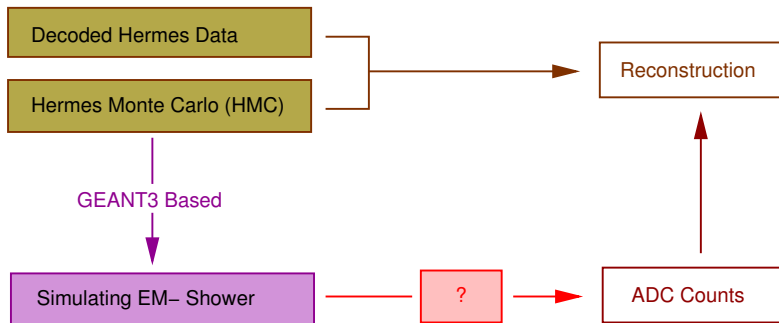 Decoded Hermes Data
Reconstruction
Hermes Monte Carlo (HMC)
GEANT3 Based
Simulating EM− Shower
?
ADC Counts